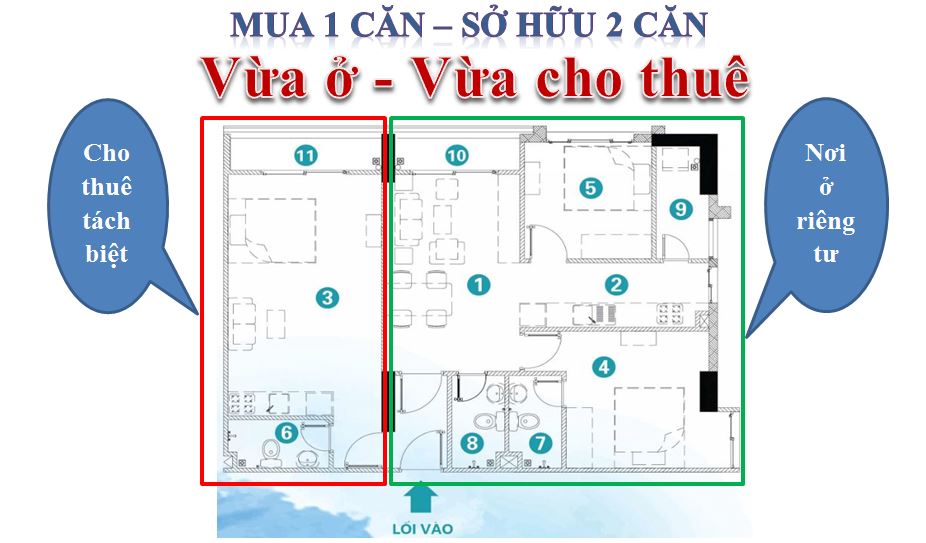 MUA 1 CĂN – SỞ HỮU 2 CĂN
Vừa ở - Vừa cho thuê
Cho
thuê
tách
biệt
Nơi
ở
riêng
tư
11
10
5
9
3
1
2
4
6
8
7
LỐI VÀO